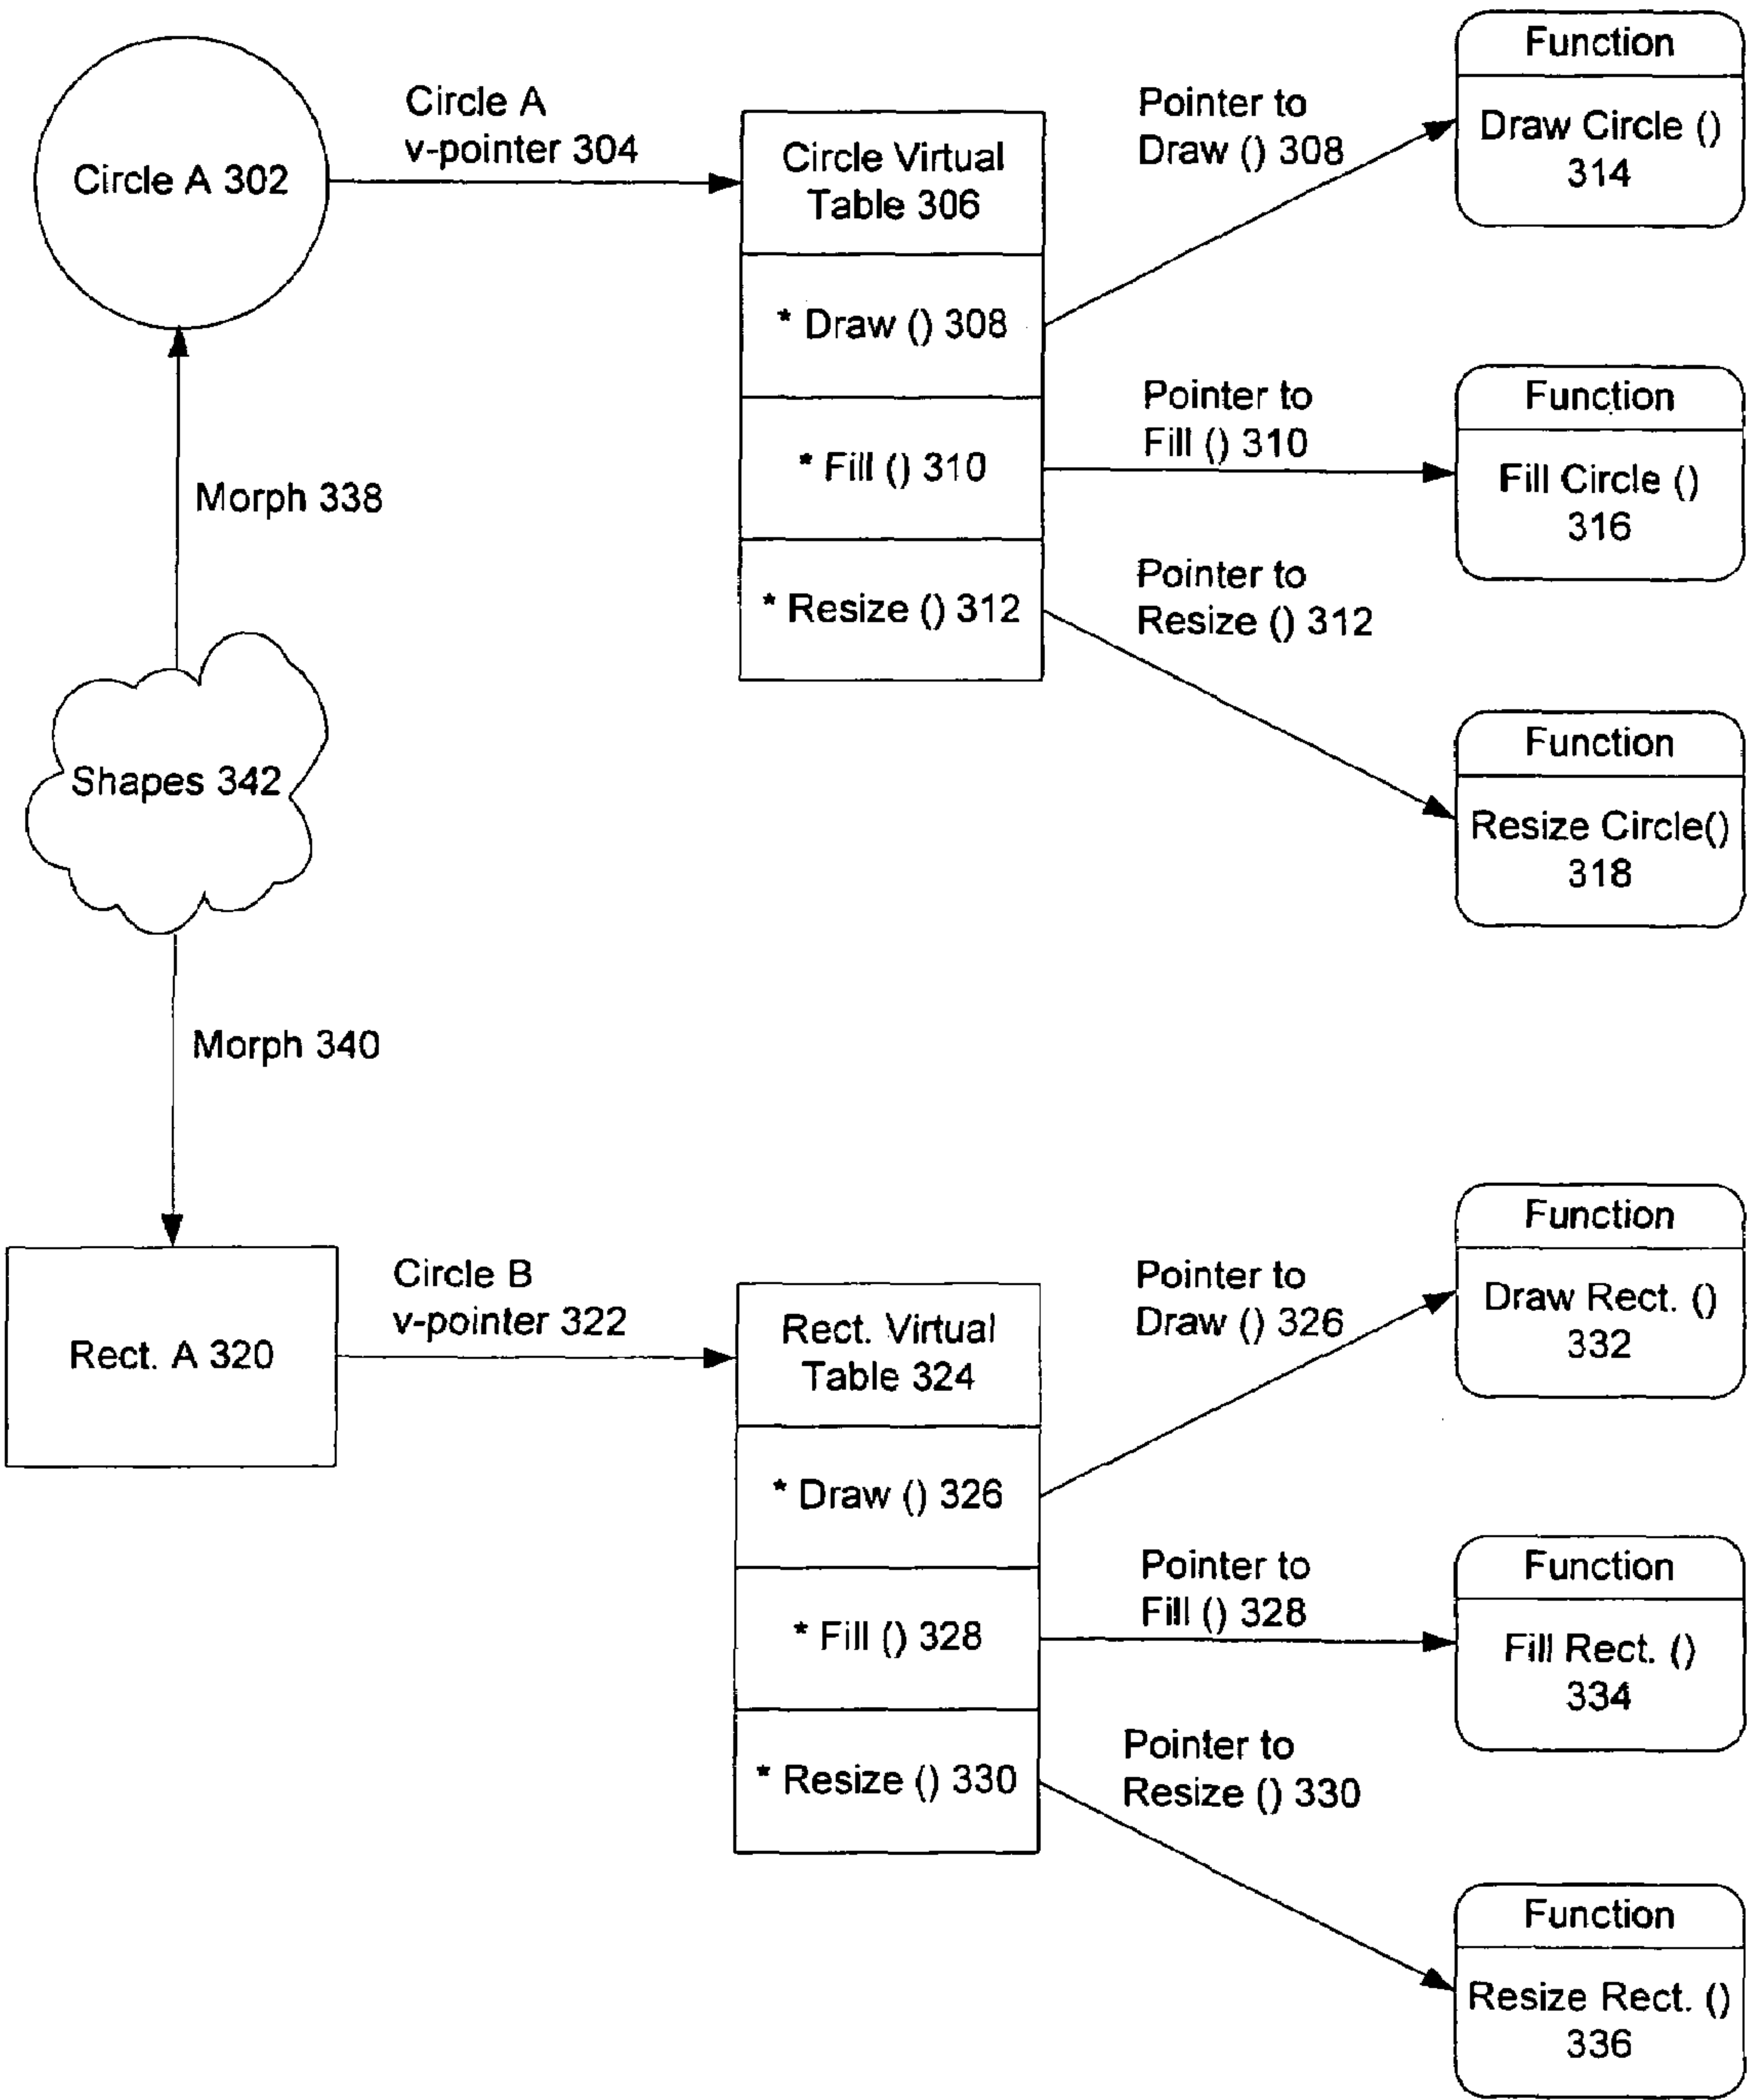 Circle A 302
Circle A
v-pointer 304
Circle Virtual
Table 306
* Draw () 308
* Fill () 310
* Resize () 312
Pointer to
Draw () 308
Function
Draw Circle ()
314
Pointer to
Fill () 310
Function
Fill Circle ()
316
Pointer to
Resize () 312
Function
Resize Circle()
318
Morph 338
Shapes 342
Morph 340
Rect. A 320
Circle B
v-pointer 322
Rect. Virtual
Table 324
* Draw () 326
* Fill () 328
* Resize () 330
Pointer to
Draw () 326
Function
Draw Rect. ()
332
Pointer to
Fill () 328
Function
Fill Rect. ()
334
Pointer to
Resize () 330
Function
Resize Rect. ()
336